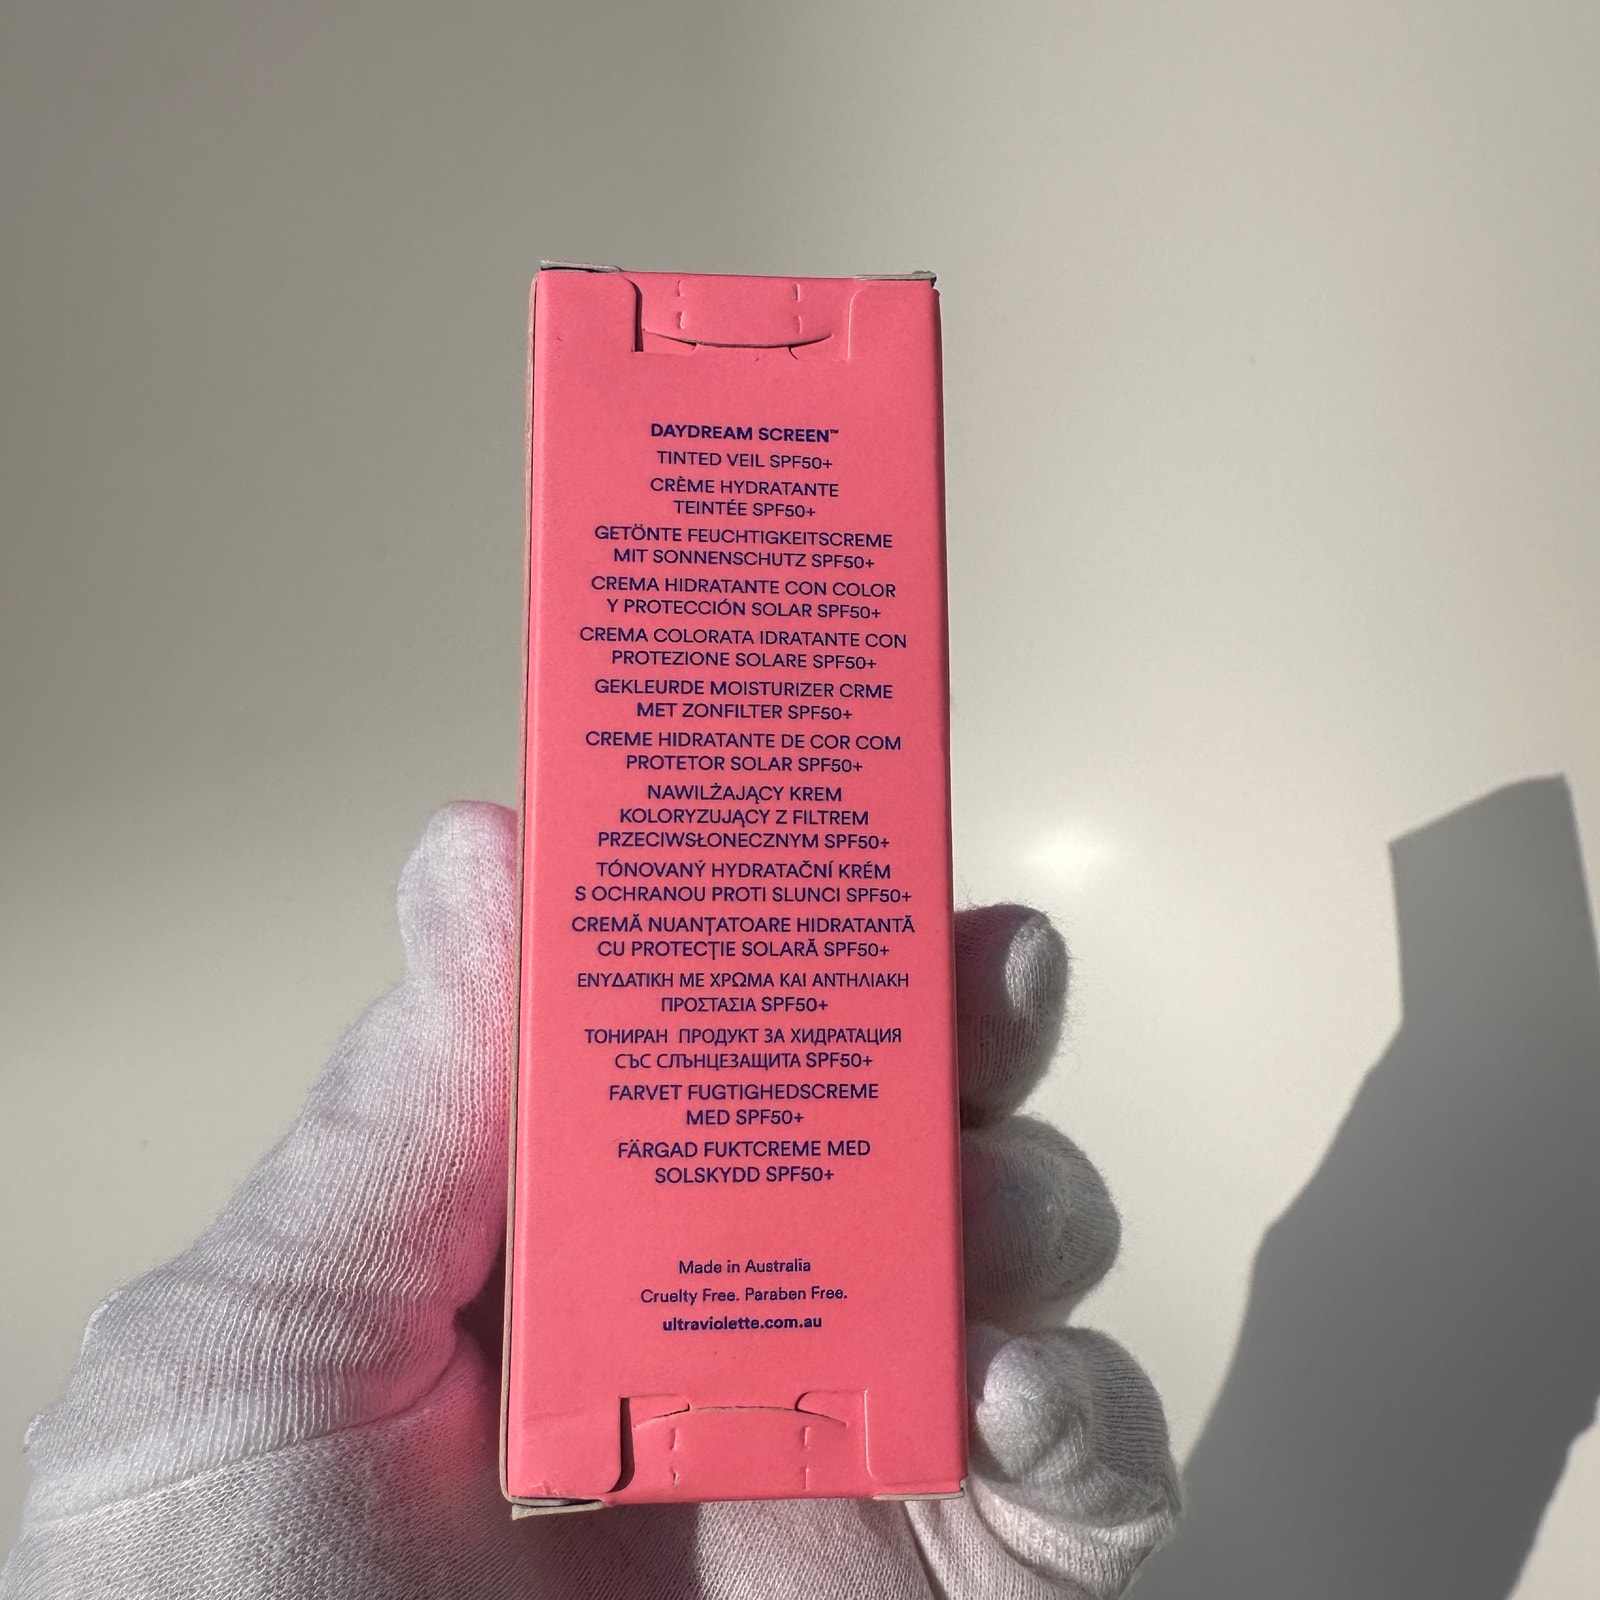 DAYDREAM SCREEN™
TINTED VEIL SPF50+
CRÈME HYDRATANTE
TEINTÉE SPF50+
GETÖNTE FEUCHTIGKEITSCREME
MIT SONNENSCHUTZ SPF50+
CREMA HIDRATANTE CON COLOR
Y PROTECCIÓN SOLAR SPF50+
CREMA COLORATA IDRATANTE CON
PROTEZIONE SOLARE SPF50+
GEKLEURDE MOISTURIZER CRME
MET ZONFILTER SPF50+
CREME HIDRATANTE DE COR COM
PROTETOR SOLAR SPF50+
NAWILŻAJĄCY KREM
KOLORYZUJĄCY Z FILTREM
PRZECIWSŁONECZNYM SPF50+
TÓNOVANÝ HYDRATAČNÍ KRÉM
S OCHRANOU PROTI SLUNCI SPF50+
CREMĂ NUANȚATOARE HIDRATANTĂ
CU PROTECȚIE SOLARĂ SPF50+
ΕΝΥΔΑΤΙΚΗ ΜΕ ΧΡΩΜΑ ΚΑΙ ΑΝΤΗΛΙΑΚΗ
ΠΡΟΣΤΑΣΙΑ SPF50+
ТОНИРАН ПРОДУКТ ЗА ХИДРАТАЦИЯ
СЪС СЛЪНЦЕЗАЩИТА SPF50+
FARVET FUGTIGHEDSCREME
MED SPF50+
FÄRGAD FUKTCREME MED
SOLSKYDD SPF50+
Made in Australia
Cruelty Free. Paraben Free.
ultraviolette.com.au